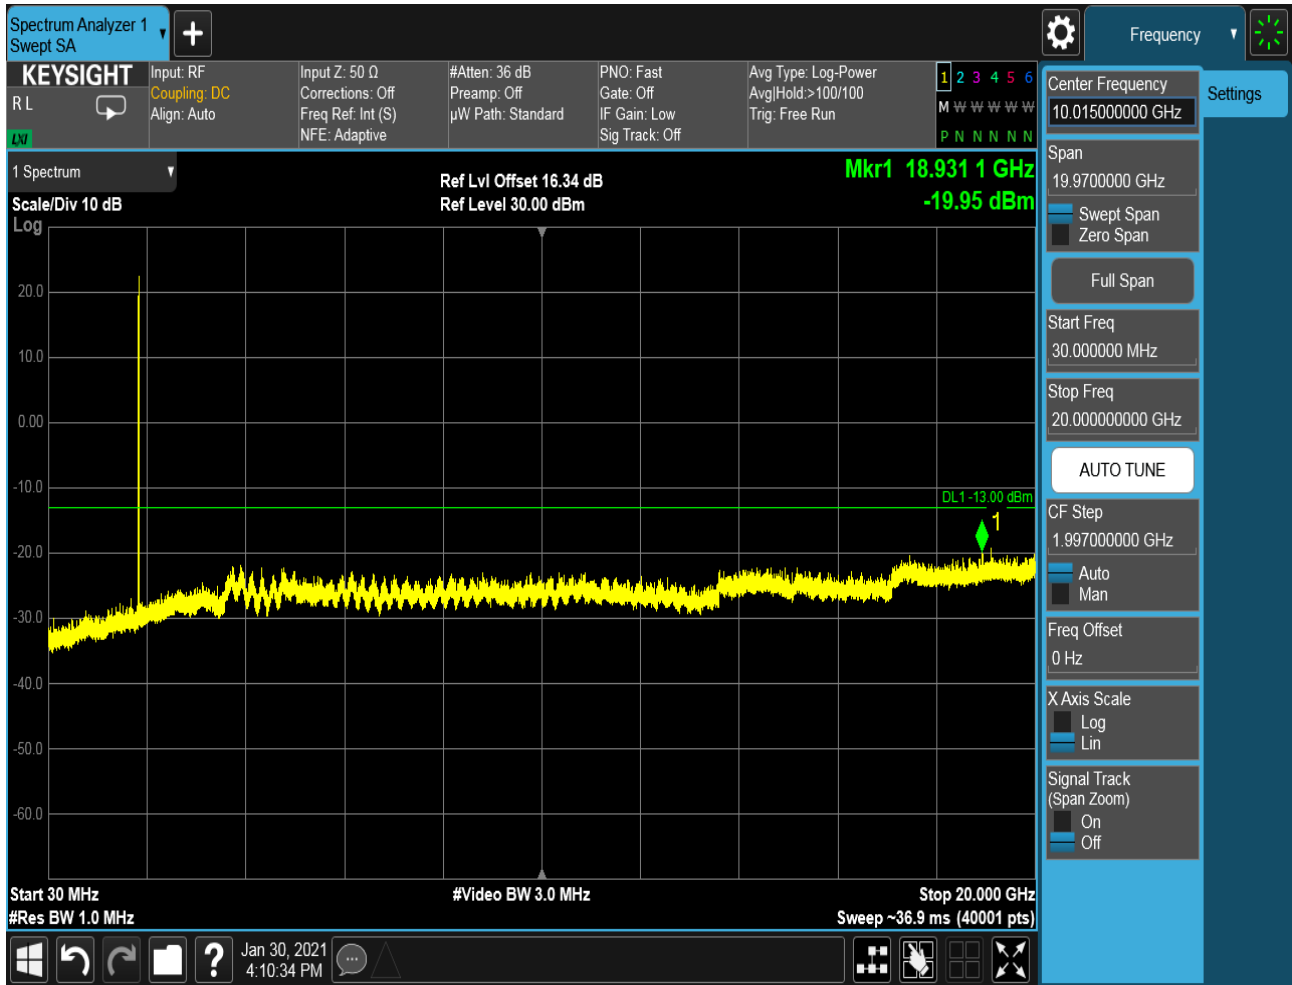 Spectrum Analyzer 1
Swept SA
Frequency
KEYSIGHT
R L
LXI
Input: RF
Coupling: DC
Align: Auto
Input Z: 50 Ω
Corrections: Off
Freq Ref: Int (S)
NFE: Adaptive
#Atten: 36 dB
Preamp: Off
µW Path: Standard
PNO: Fast
Gate: Off
IF Gain: Low
Sig Track: Off
Avg Type: Log-Power
Avg|Hold:>100/100
Trig: Free Run
1 2 3 4 5 6
M W W W W W
P N N N N N
1 Spectrum
Scale/Div 10 dB
Log
Ref Lvl Offset 16.34 dB
Ref Level 30.00 dBm
Mkr1 18.931 1 GHz
-19.95 dBm
20.0
10.0
0.00
-10.0
-20.0
-30.0
-40.0
-50.0
-60.0
DL1 -13.00 dBm
1
Start 30 MHz
#Res BW 1.0 MHz
#Video BW 3.0 MHz
Stop 20.000 GHz
Sweep ~36.9 ms (40001 pts)
Jan 30, 2021
4:10:34 PM
Center Frequency
10.015000000 GHz
Settings
Span
19.9700000 GHz
Swept Span
Zero Span
Full Span
Start Freq
30.000000 MHz
Stop Freq
20.000000000 GHz
AUTO TUNE
CF Step
1.997000000 GHz
Auto
Man
Freq Offset
0 Hz
X Axis Scale
Log
Lin
Signal Track
(Span Zoom)
On
Off